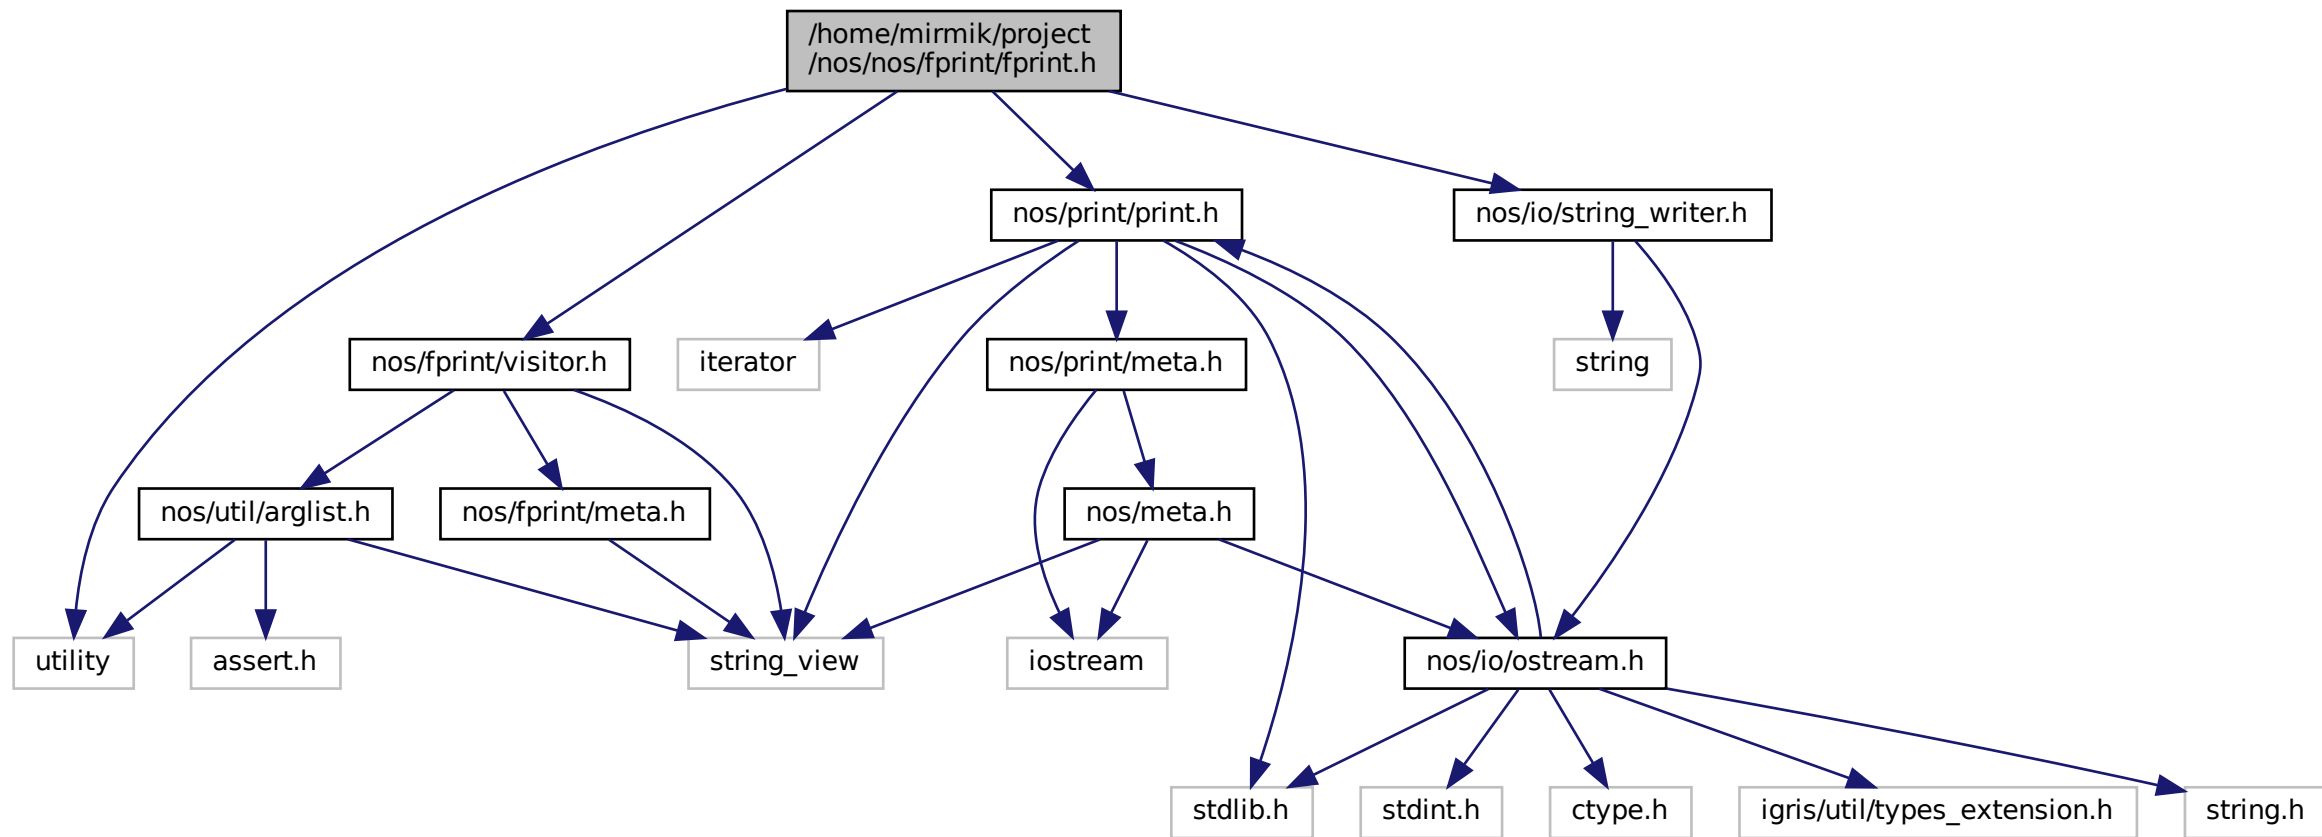 /home/mirmik/project
/nos/nos/fprint/fprint.h
nos/print/print.h
nos/io/string_writer.h
nos/fprint/visitor.h
iterator
nos/print/meta.h
string
nos/util/arglist.h
nos/fprint/meta.h
nos/meta.h
utility
assert.h
string_view
iostream
nos/io/ostream.h
stdlib.h
stdint.h
ctype.h
igris/util/types_extension.h
string.h